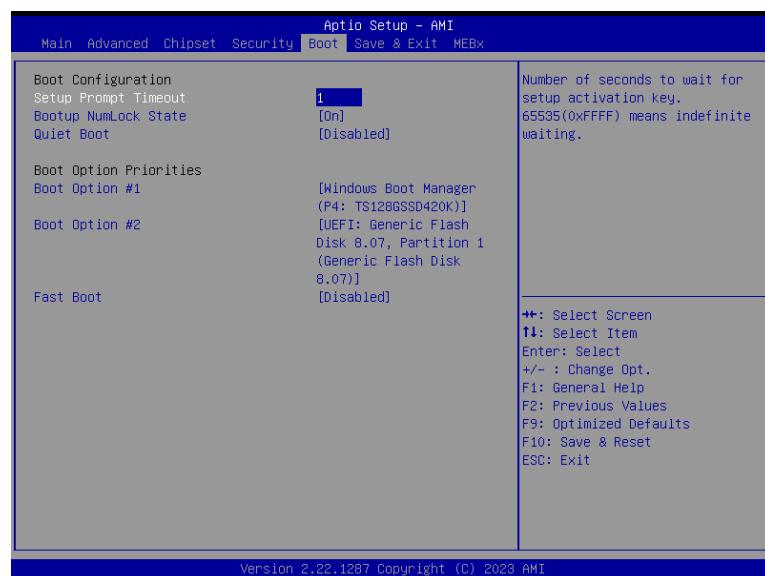 Aptio Setup – AMI
Main Advanced Chipset Security Boot Save & Exit MEBx
Boot Configuration
Setup Prompt Timeout 1
Bootup NumLock State [On]
Quiet Boot [Disabled]
Boot Option Priorities
Boot Option #1 [Windows Boot Manager
(P4: TS128GSSD420K)]
Boot Option #2 [UEFI: Generic Flash
Disk 8.07, Partition 1
(Generic Flash Disk
8.07)]
Fast Boot [Disabled]
Number of seconds to wait for
setup activation key.
65535(0xFFFF) means indefinite
waiting.
→←: Select Screen
↑↓: Select Item
Enter: Select
+/- : Change Opt.
F1: General Help
F2: Previous Values
F9: Optimized Defaults
F10: Save & Reset
ESC: Exit
Version 2.22.1287 Copyright (C) 2023 AMI